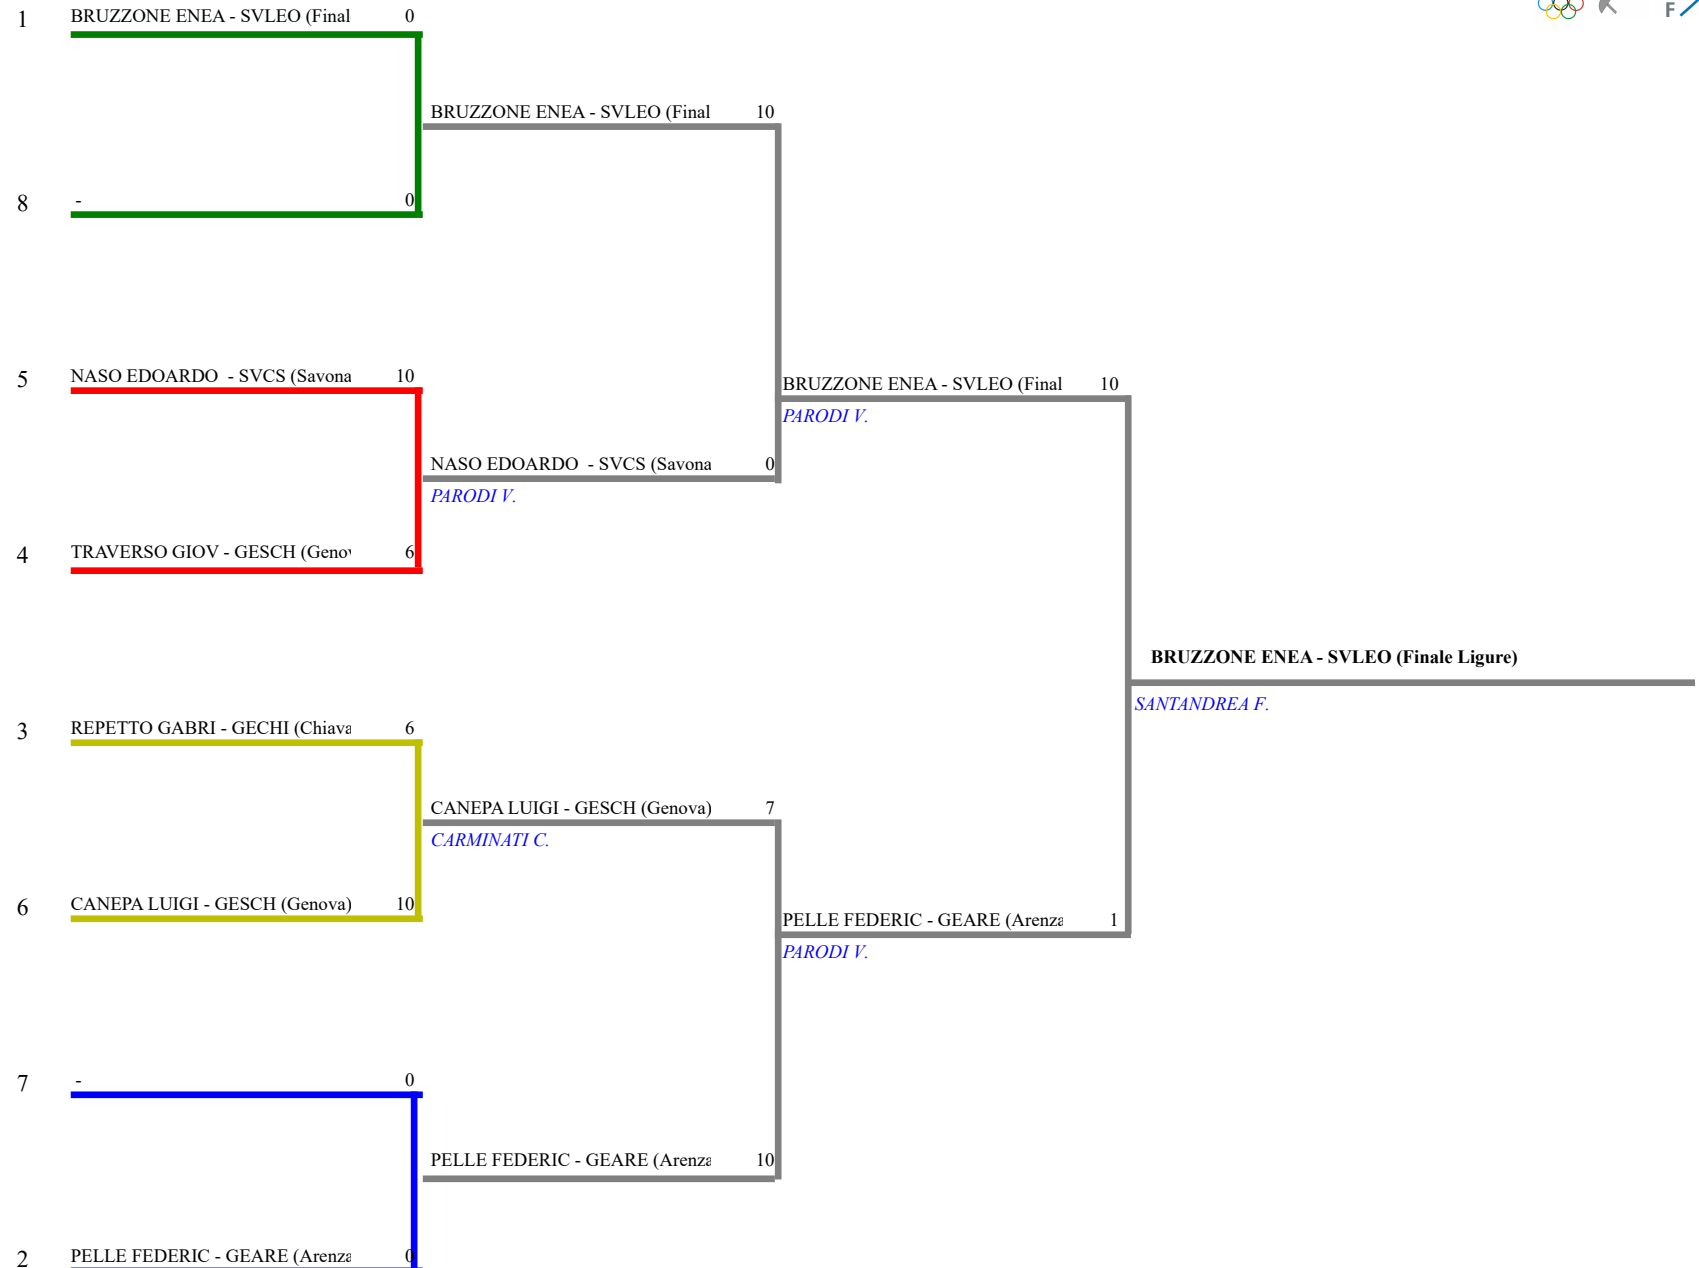 1 BRUZZONE ENEA - SVLEO (Final 0
F
BRUZZONE ENEA - SVLEO (Final 10
8 - 0
5 NASO EDOARDO - SVCS (Savona 10
BRUZZONE ENEA - SVLEO (Final 10
PARODI V.
NASO EDOARDO - SVCS (Savona 0
PARODI V.
4 TRAVERSO GIOV - GESCH (Genov 6
BRUZZONE ENEA - SVLEO (Finale Ligure)
SANTANDREA F.
3 REPETTO GABRI - GECHI (Chiava 6
CANEPA LUIGI - GESCH (Genova) 7
CARMINATI C.
6 CANEPA LUIGI - GESCH (Genova) 10
PELLE FEDERIC - GEARE (Arenza 1
PARODI V.
7 - 0
PELLE FEDERIC - GEARE (Arenza 10
2 PELLE FEDERIC - GEARE (Arenza 0